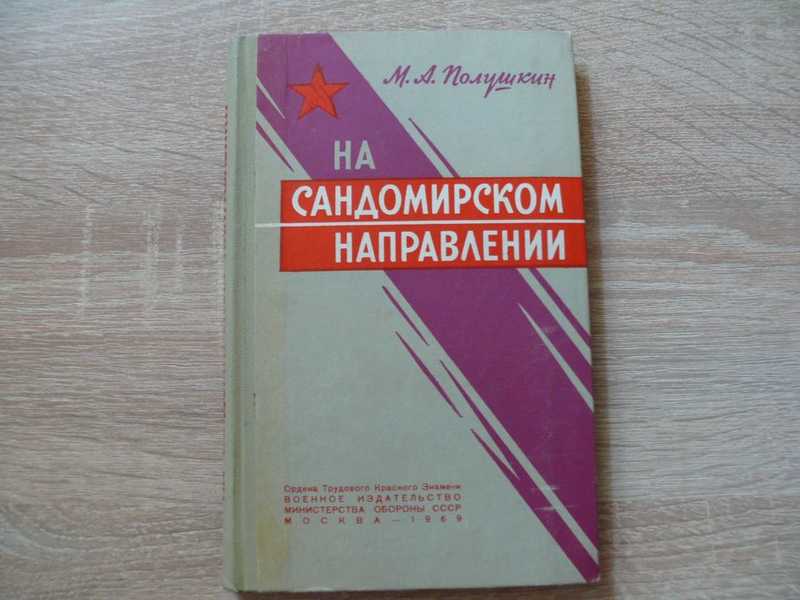 М. А. Полушкин
НА
САНДОМИРСКОМ
НАПРАВЛЕНИИ
Ордена Трудового Красного Знамени
ВОЕННОЕ ИЗДАТЕЛЬСТВО
МИНИСТЕРСТВА ОБОРОНЫ СССР
МОСКВА — 1969